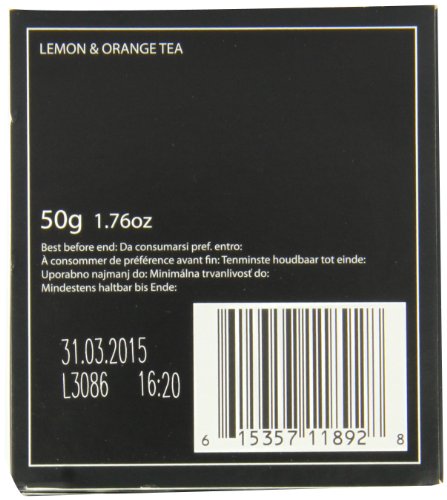 LEMON & ORANGE TEA
50g 1.76oz
Best before end: Da consumarsi pref. entro:
À consommer de préférence avant fin: Tenminste houdbaar tot einde:
Uporabno najmanj do: Minimálna trvanlivosť do:
Mindestens haltbar bis Ende:
31.03.2015
L3086 16:20
6 15357 11892 8